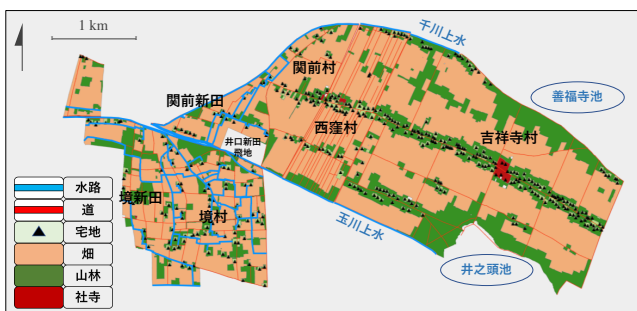 1 km
千川上水
関前村
善福寺池
関前新田
西窪村
吉祥寺村
井口新田
飛地
水路
道
宅地
畑
山林
社寺
境新田
境村
玉川上水
井之頭池